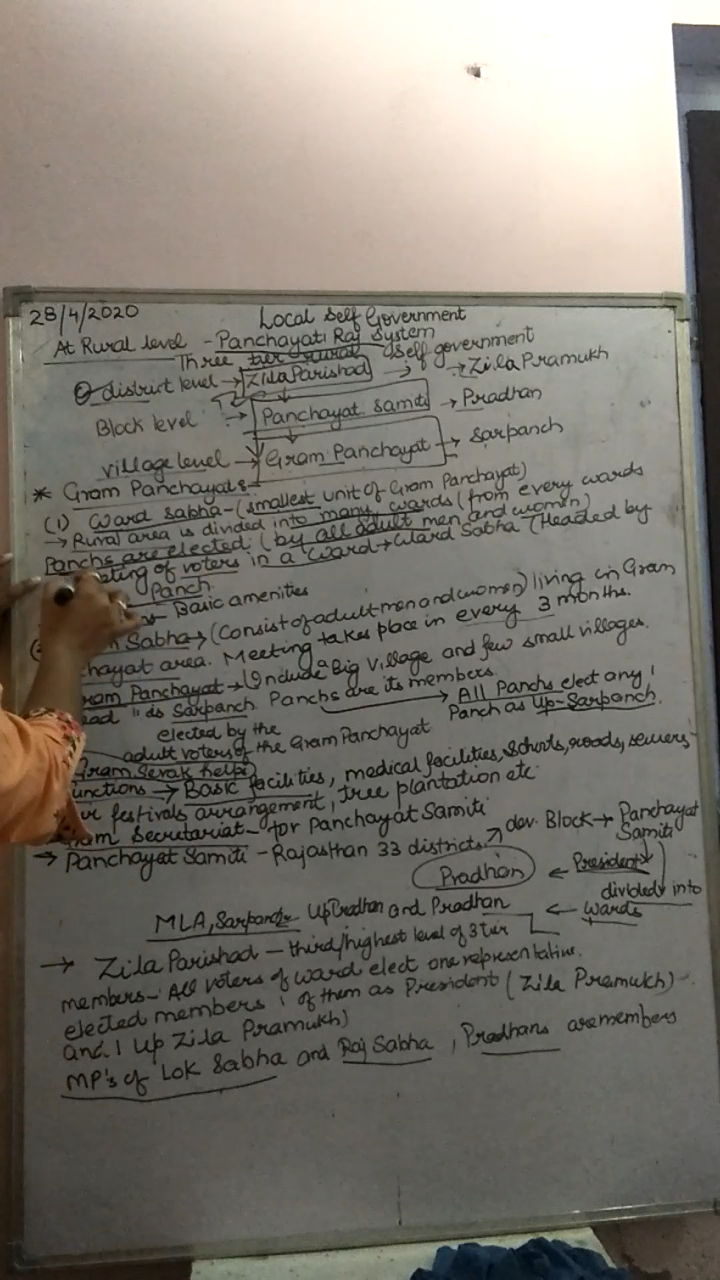 28/4/2020 Local Self Government
At Rural level - Panchayati Raj System
Three tier rural self government
district level → Zila Parishad → Zila Pramukh
Block level → Panchayat Samiti → Pradhan
village level → Gram Panchayat → Sarpanch
* Gram Panchayats
(1) Ward Sabha - (smallest unit of Gram Panchayat)
→ Rural area is divided into many wards (from every wards
Panchs are elected. (by all adult men and women)
ting of voters in a ward → Ward Sabha (Headed by
Panch.
Basic amenities
Sabha → (Consist of adult men and women) living in Gram
chayat area. Meeting takes place in every 3 months.
ram Panchayat → (Include Big Village and few small villages.
ad " is Sarpanch. Panchs are its members.
→ All Panchs elect any 1
Panch as Up-Sarpanch.
elected by the
adult voters of the Gram Panchayat
Gram Sevak helps
unctions → Basic facilities, medical facilities, roads, sewers
festivals arrangement, tree plantation etc.
am Secretariat - for Panchayat Samiti
→ Panchayat Samiti - Rajasthan 33 districts ↗ dev. Block → Panchayat Samiti
Pradhan ← President
divided into
MLA, Sarpanch UpPradhan and Pradhan ← wards
→ Zila Parishad - third/highest level of 3 tier
members - All voters of ward elect one representative.
elected members 1 of them as President (Zila Pramukh)
and 1 Up Zila Pramukh)
MP's of Lok Sabha and Raj Sabha, Pradhans are members